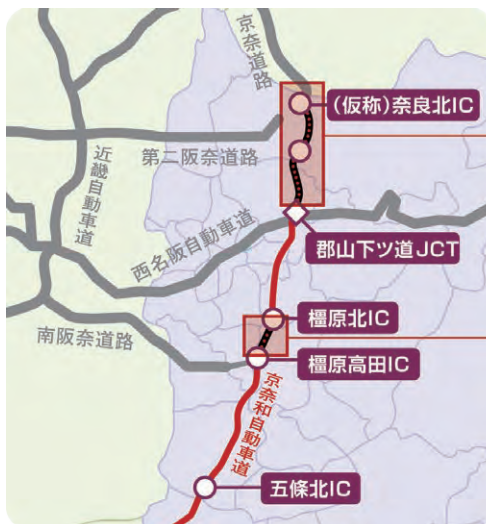 京奈道路
(仮称)奈良北IC
第二阪奈道路
近畿自動車道
西名阪自動車道
郡山下ツ道JCT
橿原北IC
南阪奈道路
橿原高田IC
京奈和自動車道
五條北IC